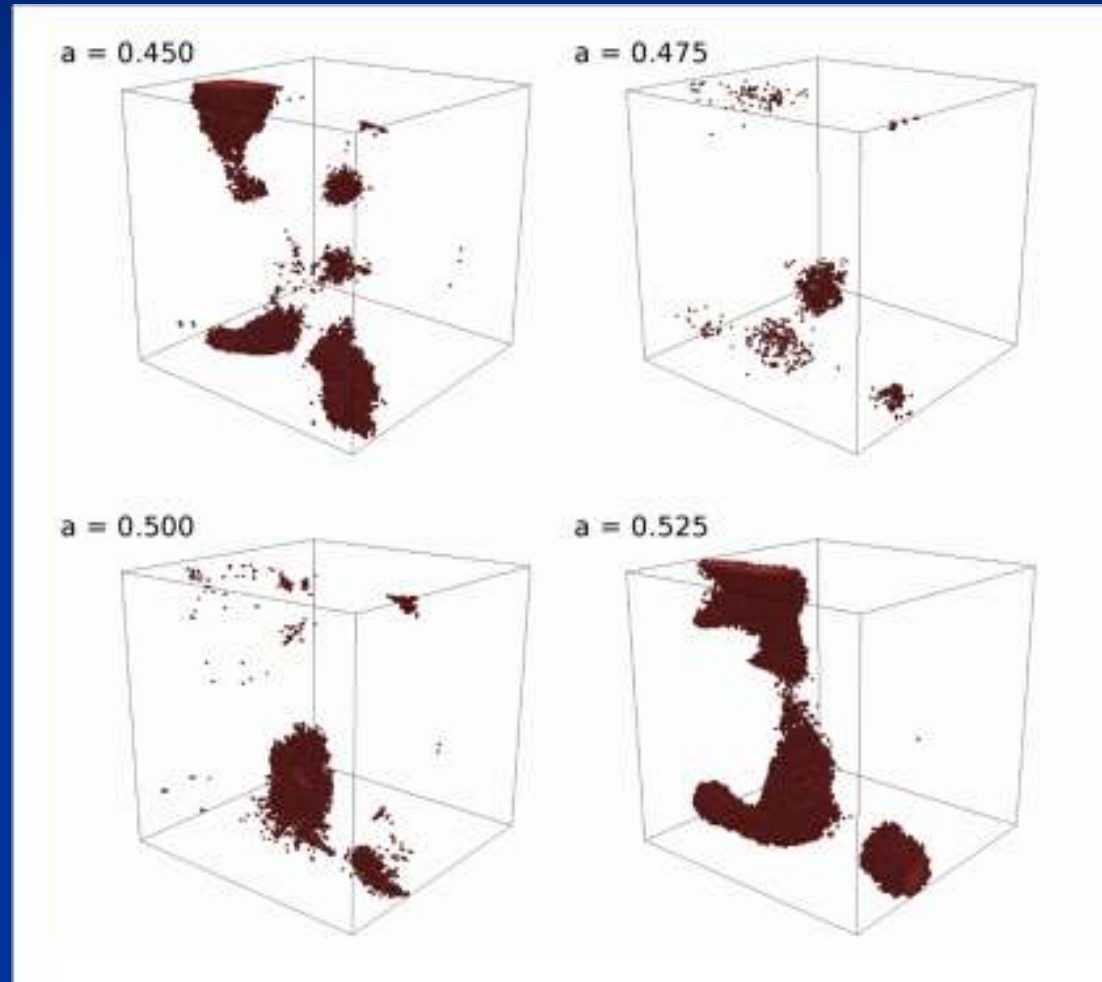 a = 0.450
a = 0.475
a = 0.500
a = 0.525